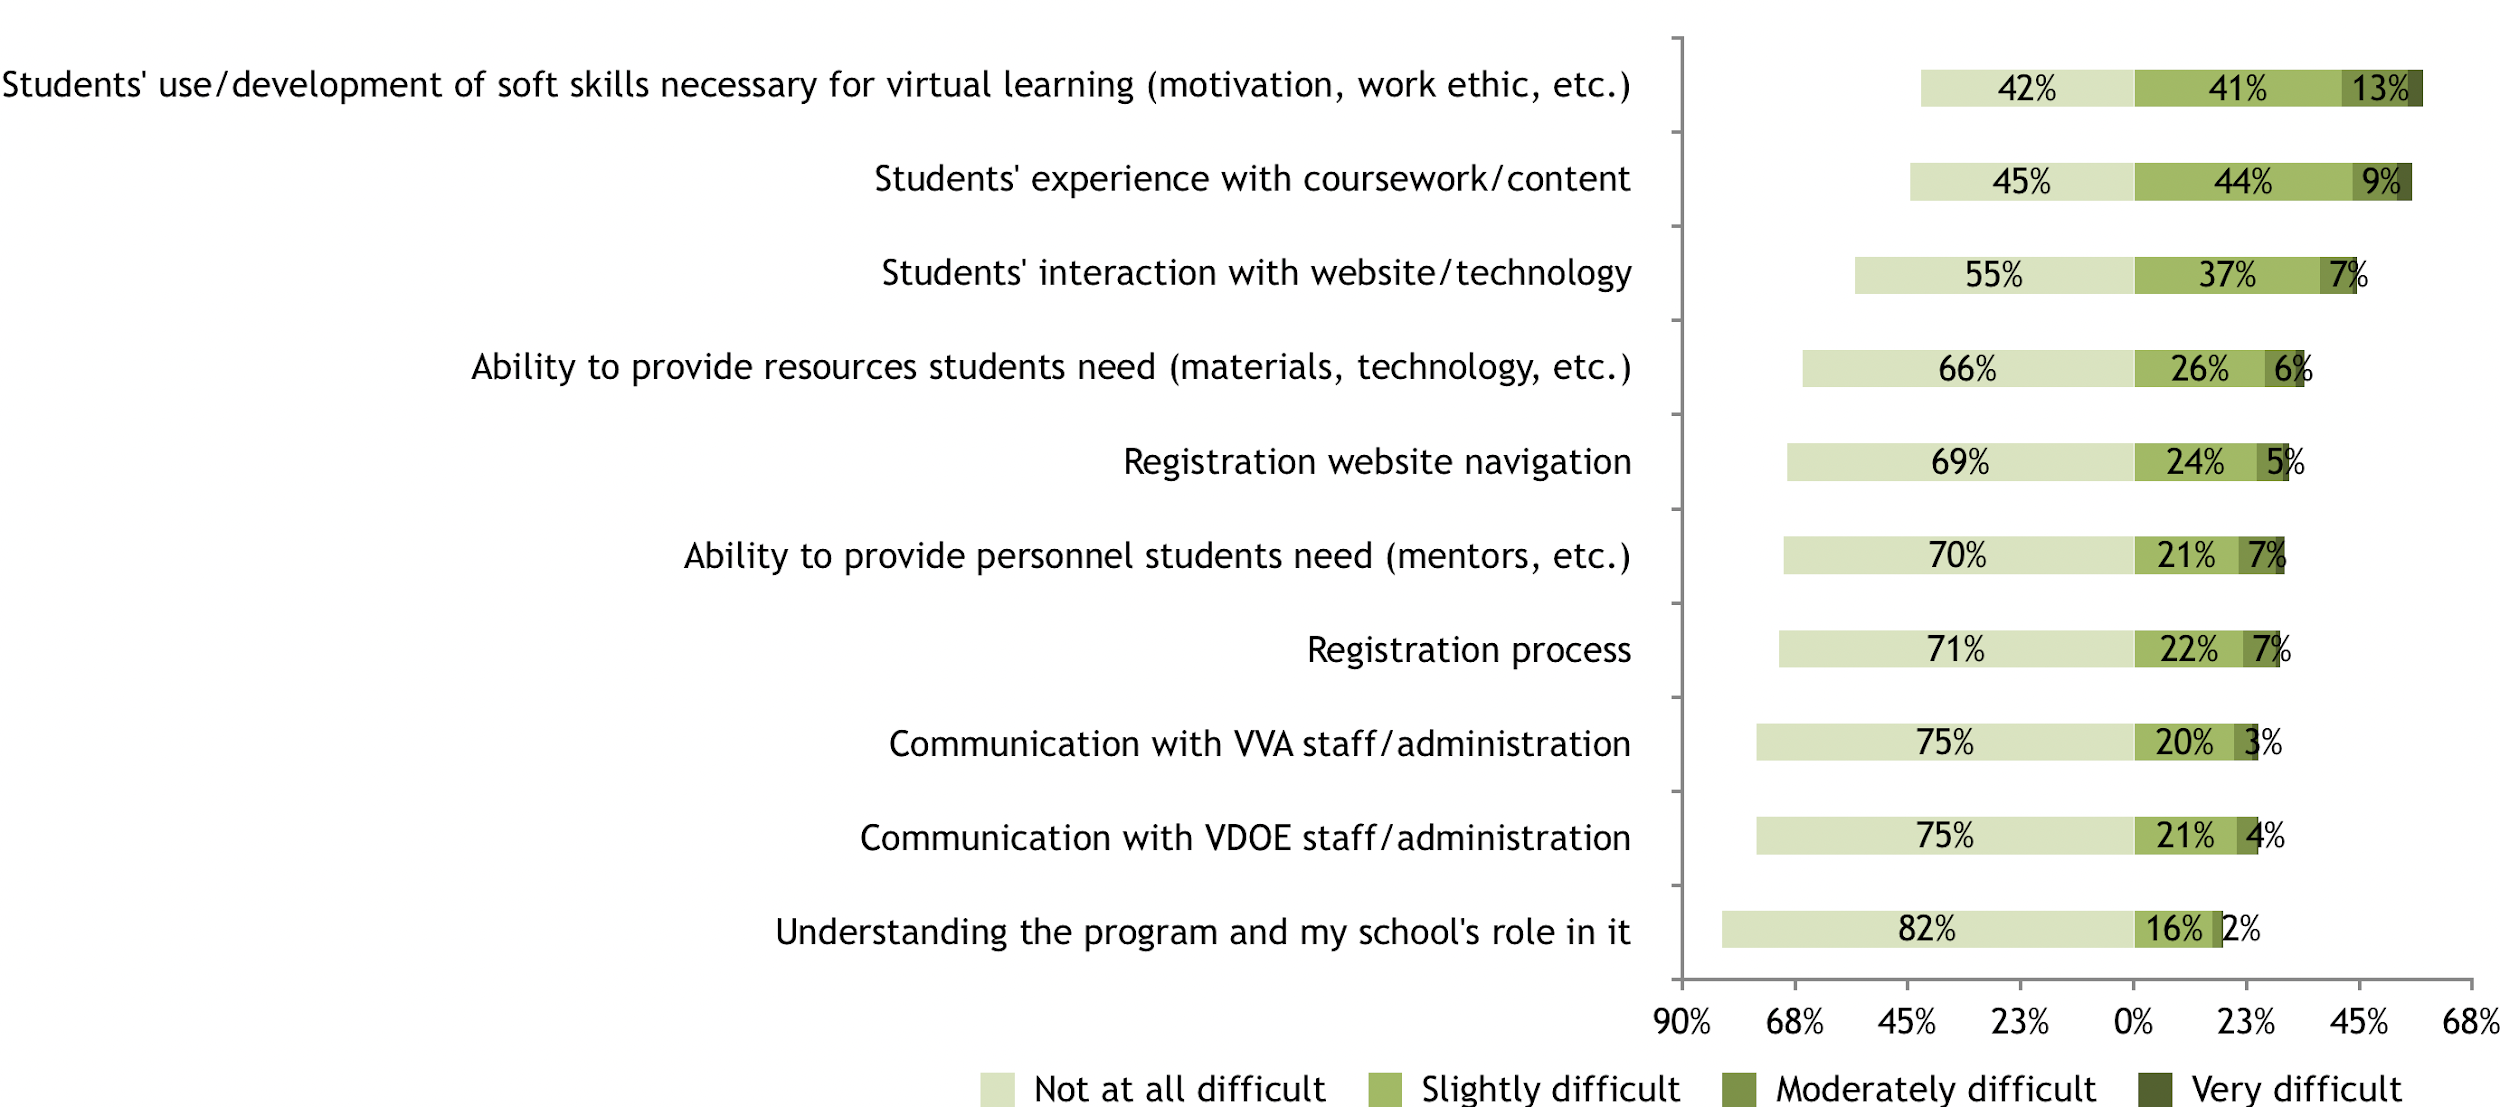 Students' use/development of soft skills necessary for virtual learning (motivation, work ethic, etc.) 42% 41% 13%
Students' experience with coursework/content 45% 44% 9%
Students' interaction with website/technology 55% 37% 7%
Ability to provide resources students need (materials, technology, etc.) 66% 26% 6%
Registration website navigation 69% 24% 5%
Ability to provide personnel students need (mentors, etc.) 70% 21% 7%
Registration process 71% 22% 7%
Communication with VVA staff/administration 75% 20% 3%
Communication with VDOE staff/administration 75% 21% 4%
Understanding the program and my school's role in it 82% 16% 2%
90% 68% 45% 23% 0% 23% 45% 68%
Not at all difficult Slightly difficult Moderately difficult Very difficult